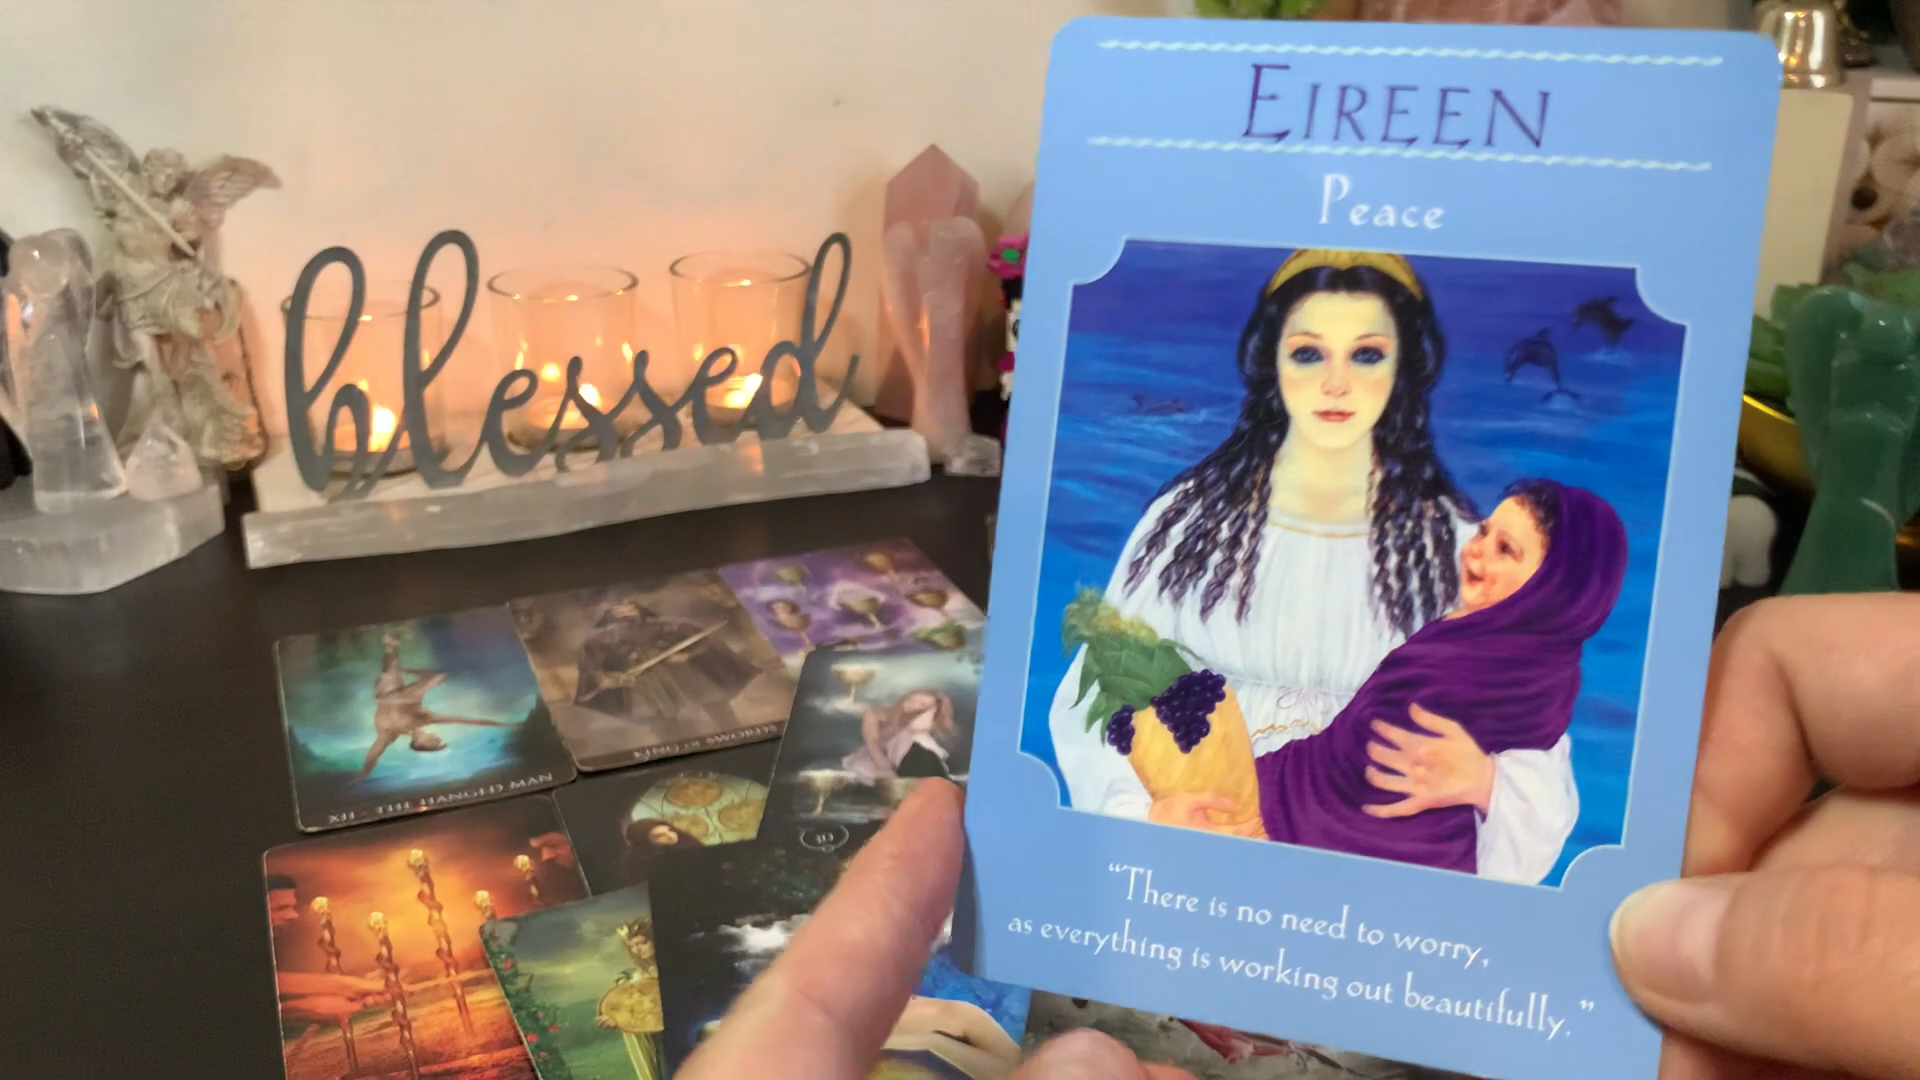 blessed
EIREEN
Peace
"There is no need to worry,
as everything is working out beautifully."
KING OF SWORDS
XII - THE HANGED MAN